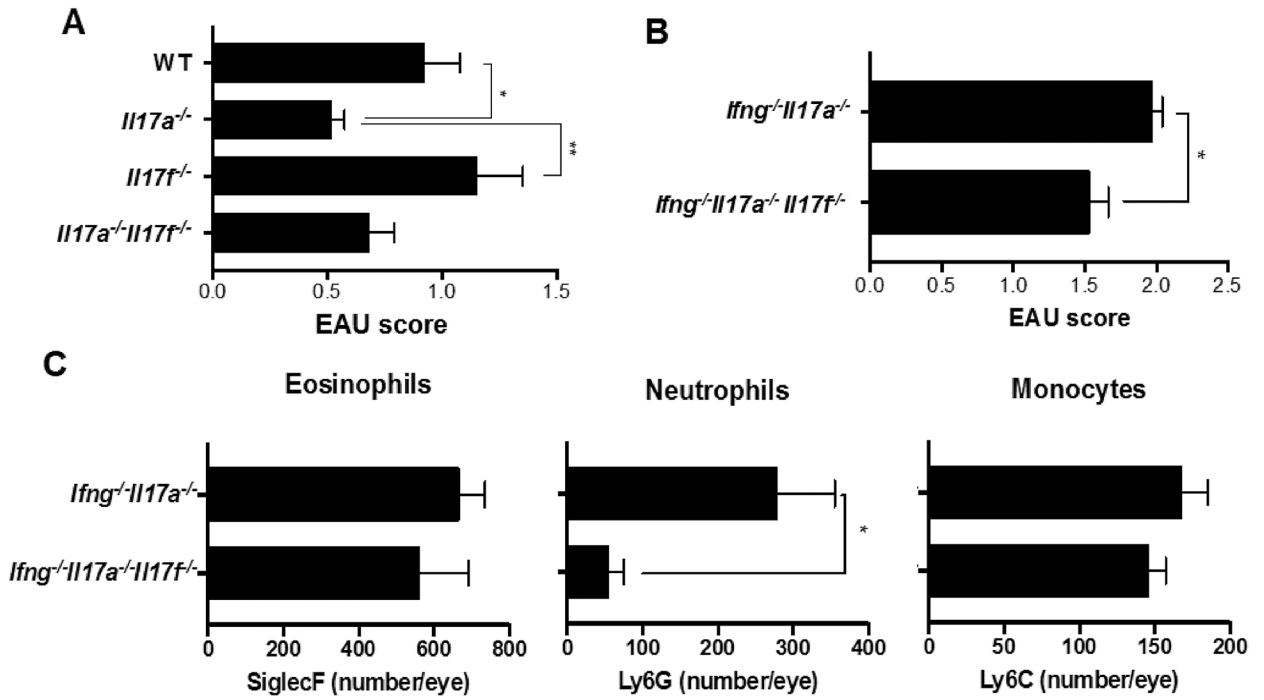 A
WT
Il17a-/-
Il17f-/-
Il17a-/-Il17f-/-
*
**
0.0 0.5 1.0 1.5
EAU score
B
Ifng-/-Il17a-/-
Ifng-/-Il17a-/- Il17f-/-
*
0.0 0.5 1.0 1.5 2.0 2.5
EAU score
C
Eosinophils
Ifng-/-Il17a-/-
Ifng-/-Il17a-/-Il17f-/-
0 200 400 600 800
SiglecF (number/eye)
Neutrophils
*
0 100 200 300 400
Ly6G (number/eye)
Monocytes
0 50 100 150 200
Ly6C (number/eye)